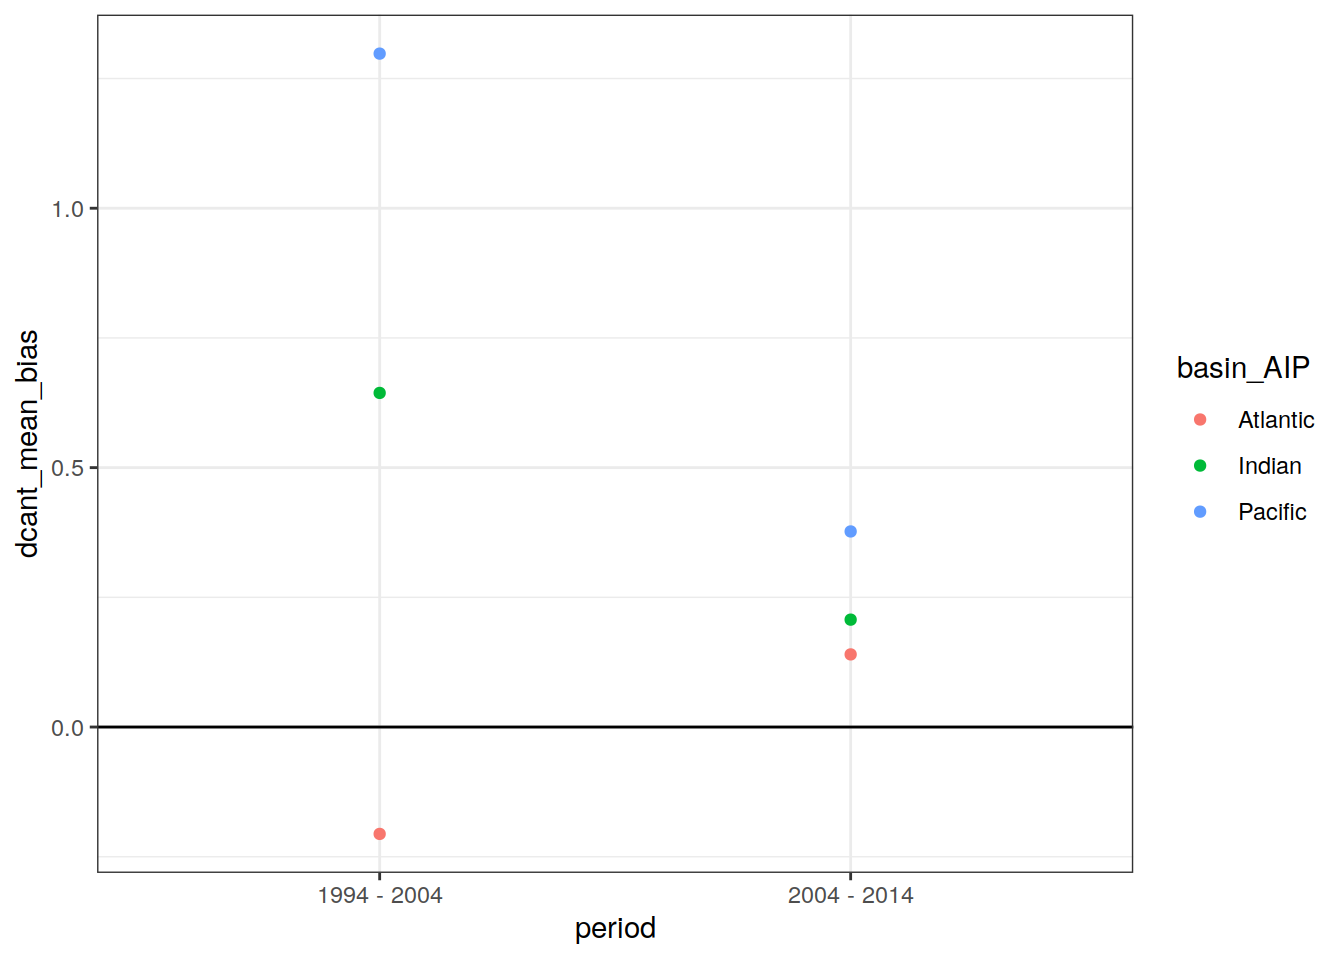 dcant_mean_bias
1.0
0.5
0.0
1994 - 2004
2004 - 2014
period
basin_AIP
Atlantic
Indian
Pacific